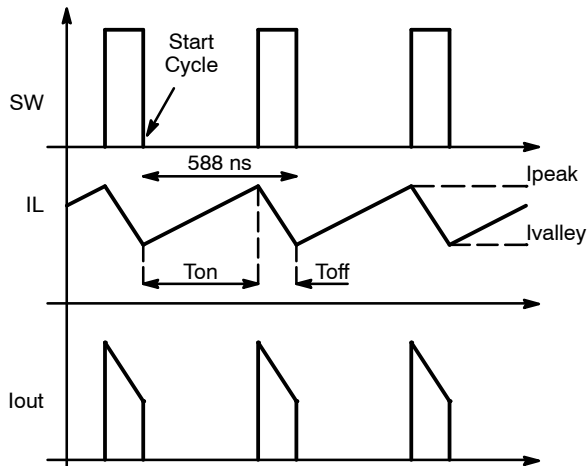 Start
Cycle
SW
588 ns
Ipeak
IL
Ivalley
Ton
Toff
Iout